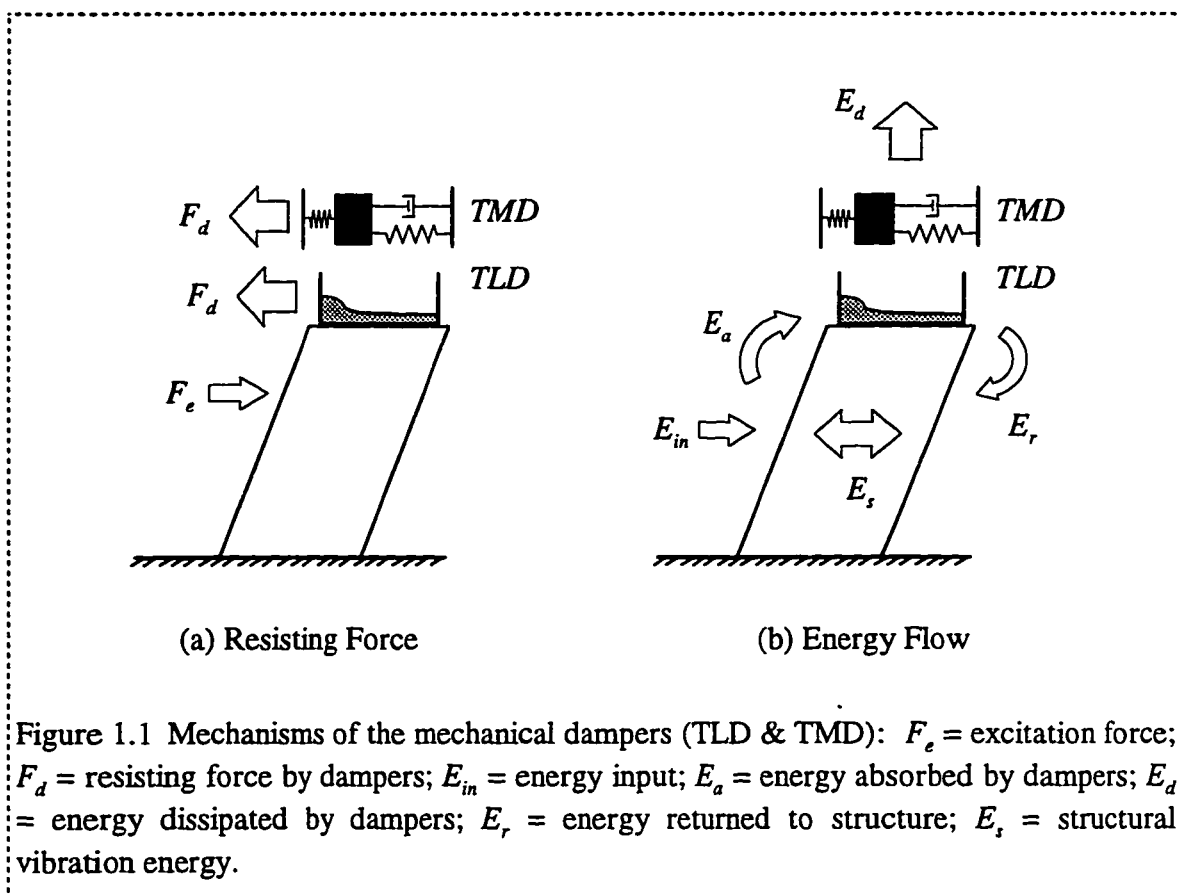 F_d TMD
F_d TLD
F_e
(a) Resisting Force
E_d
TMD
TLD
E_a
E_in E_r
E_s
(b) Energy Flow
Figure 1.1 Mechanisms of the mechanical dampers (TLD & TMD): F_e = excitation force;
F_d = resisting force by dampers; E_in = energy input; E_a = energy absorbed by dampers; E_d
= energy dissipated by dampers; E_r = energy returned to structure; E_s = structural
vibration energy.